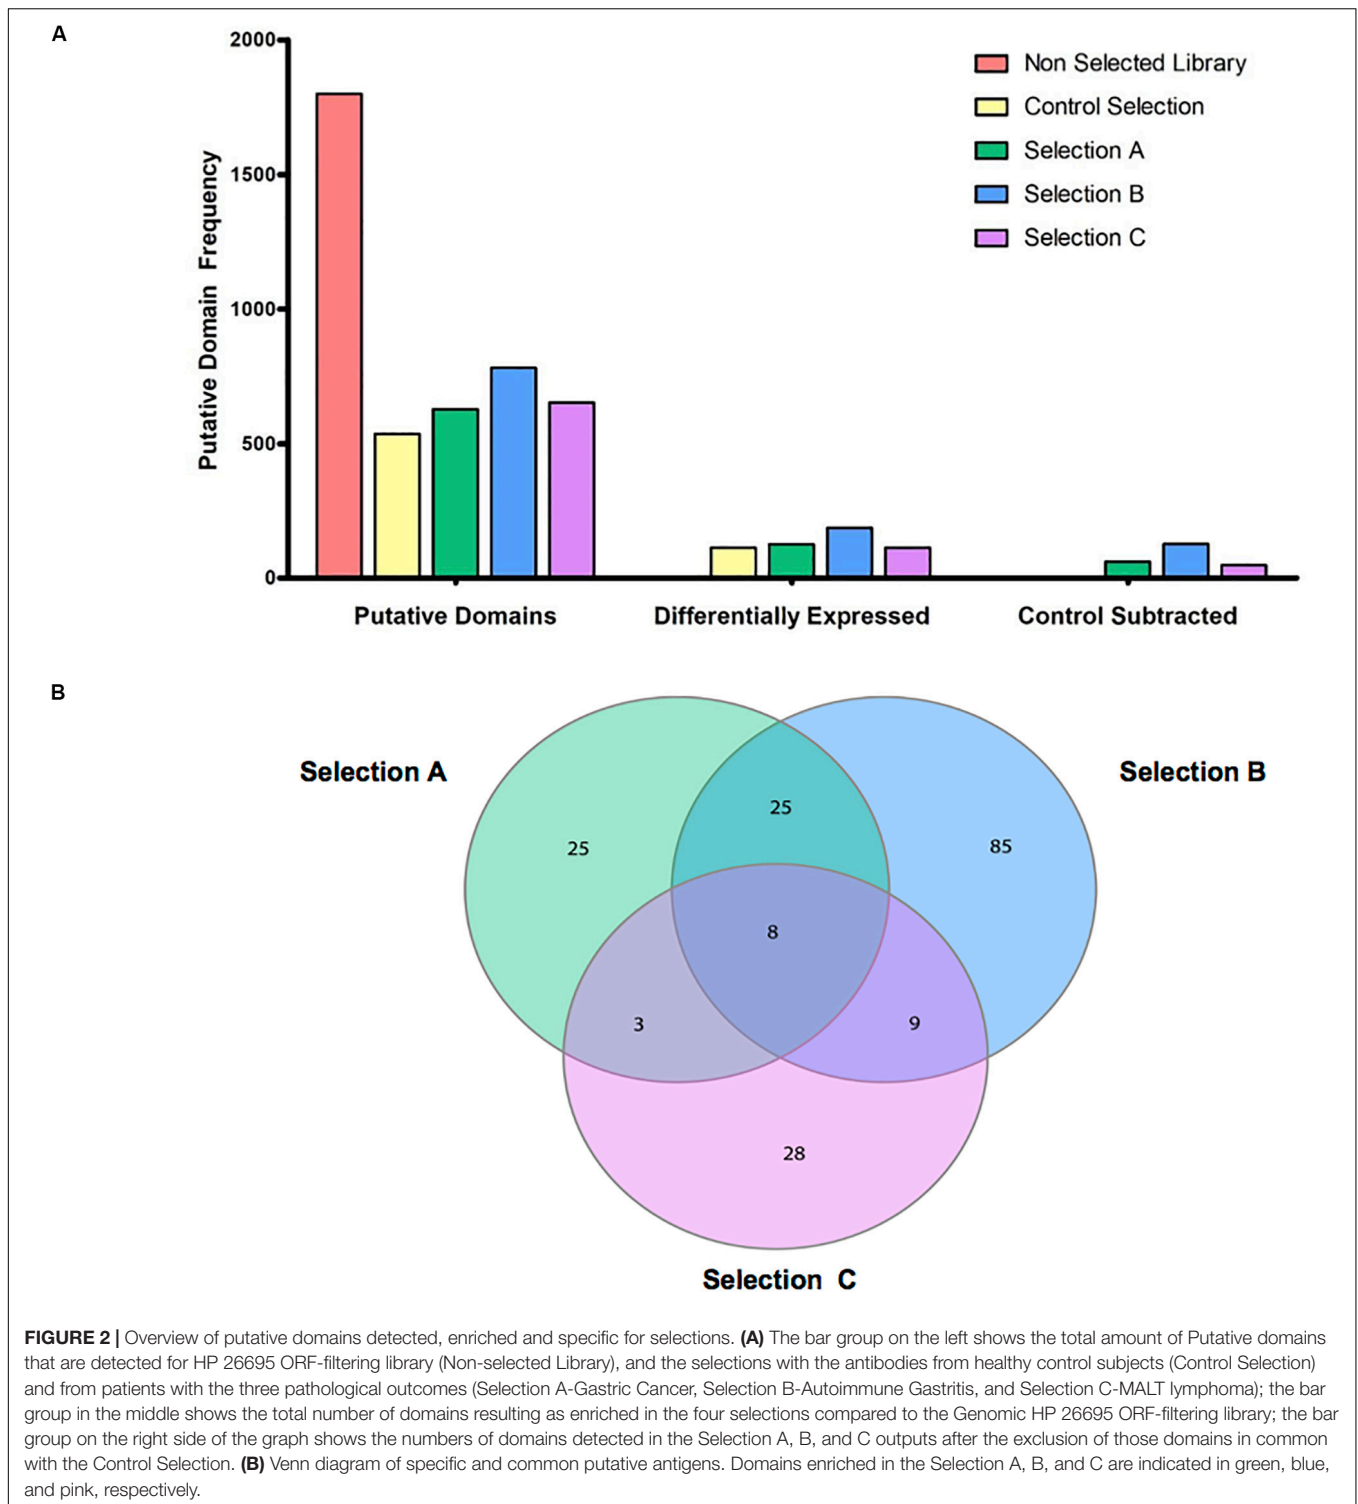 A
2000
1500
1000
500
0
Putative Domain Frequency
Non Selected Library
Control Selection
Selection A
Selection B
Selection C
Putative Domains
Differentially Expressed
Control Subtracted
B
Selection A
Selection B
25
25
85
8
3
9
28
Selection C
FIGURE 2 | Overview of putative domains detected, enriched and specific for selections. (A) The bar group on the left shows the total amount of Putative domains
that are detected for HP 26695 ORF-filtering library (Non-selected Library), and the selections with the antibodies from healthy control subjects (Control Selection)
and from patients with the three pathological outcomes (Selection A-Gastric Cancer, Selection B-Autoimmune Gastritis, and Selection C-MALT lymphoma); the bar
group in the middle shows the total number of domains resulting as enriched in the four selections compared to the Genomic HP 26695 ORF-filtering library; the bar
group on the right side of the graph shows the numbers of domains detected in the Selection A, B, and C outputs after the exclusion of those domains in common
with the Control Selection. (B) Venn diagram of specific and common putative antigens. Domains enriched in the Selection A, B, and C are indicated in green, blue,
and pink, respectively.